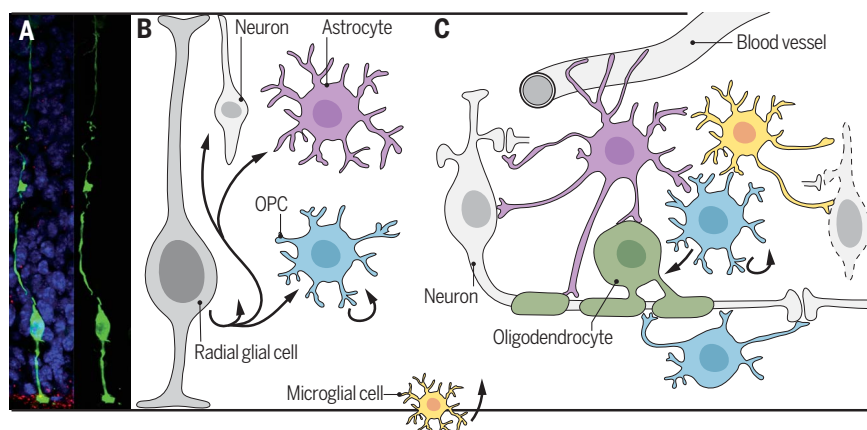 A
B
Neuron
Astrocyte
C
Blood vessel
OPC
Neuron
Radial glial cell
Oligodendrocyte
Microglial cell